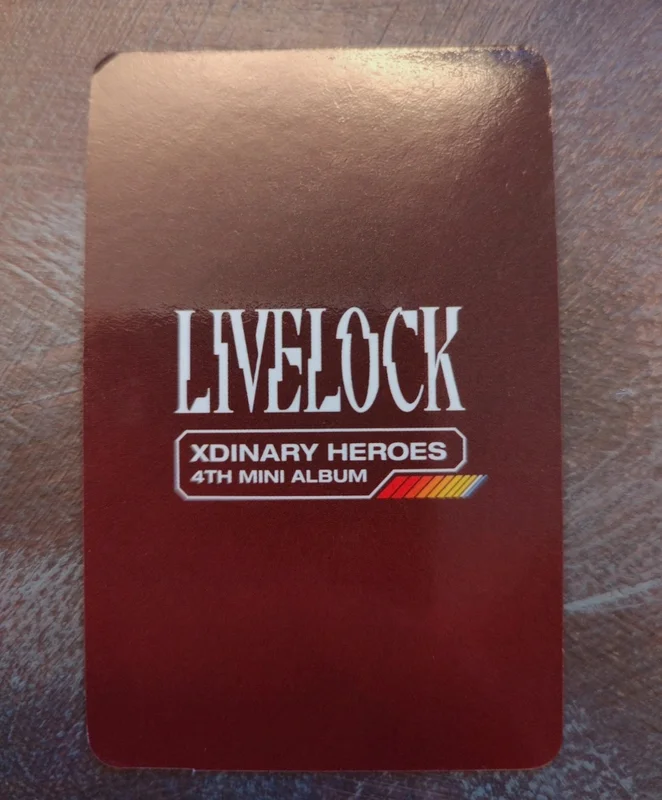 LIVELOCK
XDINARY HEROES
4TH MINI ALBUM